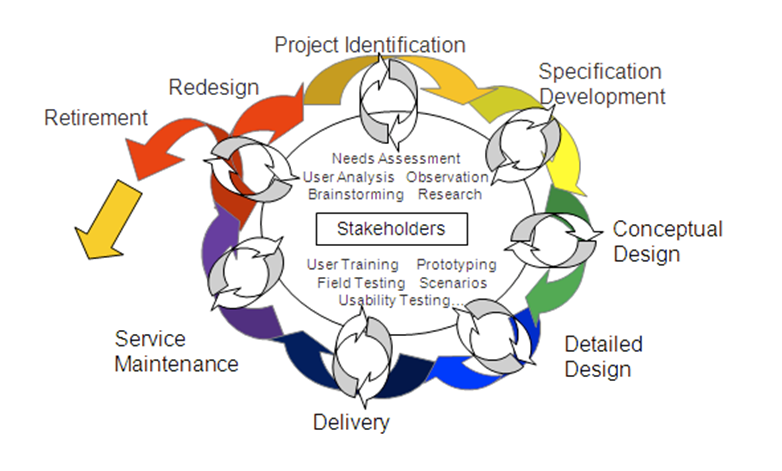 Project Identification
Specification
Development
Redesign
Retirement
Needs Assessment
User Analysis Observation
Brainstorming Research
Stakeholders
Conceptual
Design
User Training Prototyping
Field Testing Scenarios
Usability Testing...
Service
Maintenance
Detailed
Design
Delivery